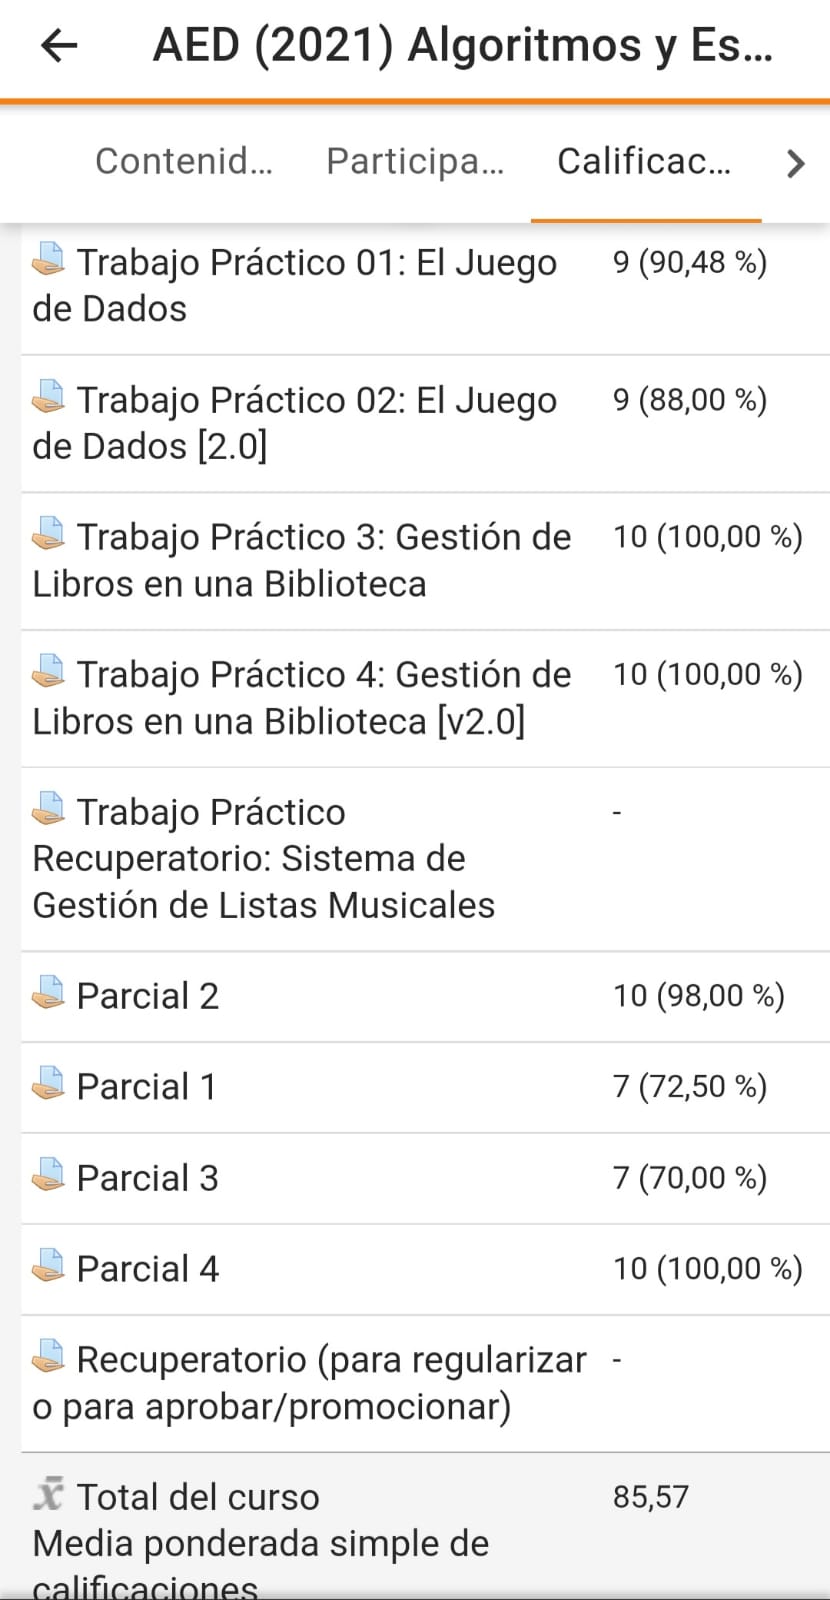 AED (2021) Algoritmos y Es...
Contenid...
Participa...
Calificac...
Trabajo Práctico 01: El Juego
de Dados
9 (90,48 %)
Trabajo Práctico 02: El Juego
de Dados [2.0]
9 (88,00 %)
Trabajo Práctico 3: Gestión de
Libros en una Biblioteca
10 (100,00 %)
Trabajo Práctico 4: Gestión de
Libros en una Biblioteca [v2.0]
10 (100,00 %)
Trabajo Práctico
Recuperatorio: Sistema de
Gestión de Listas Musicales
-
Parcial 2
10 (98,00 %)
Parcial 1
7 (72,50 %)
Parcial 3
7 (70,00 %)
Parcial 4
10 (100,00 %)
Recuperatorio (para regularizar
o para aprobar/promocionar)
-
x̄ Total del curso
85,57
Media ponderada simple de
calificaciones